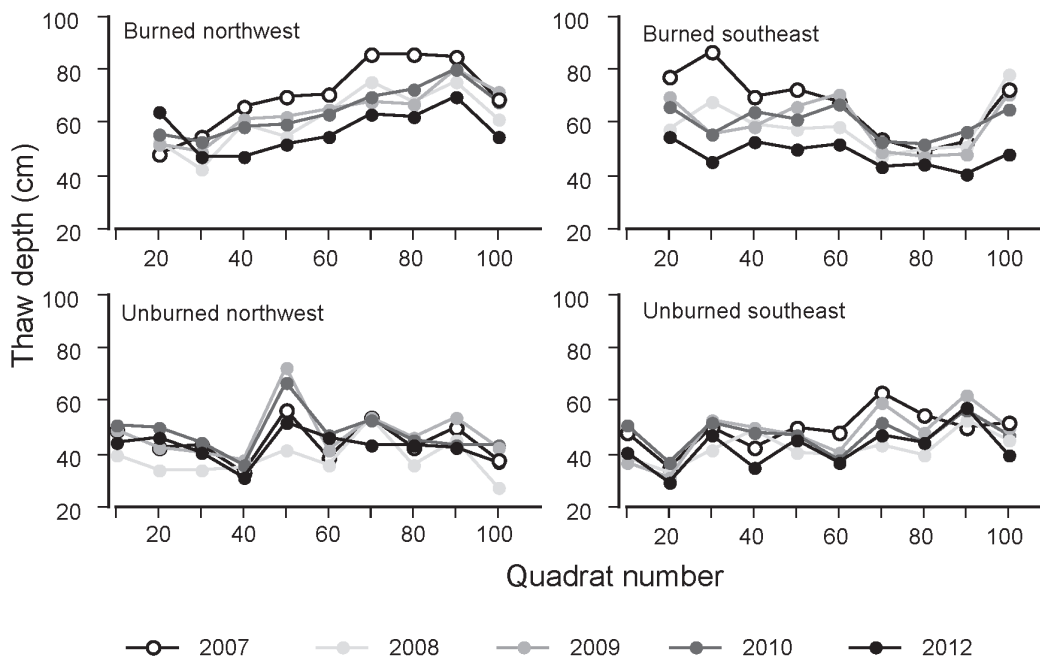 Thaw depth (cm)
Burned northwest
100
80
60
40
20
20 40 60 80 100
Burned southeast
100
80
60
40
20
20 40 60 80 100
Unburned northwest
100
80
60
40
20
20 40 60 80 100
Unburned southeast
100
80
60
40
20
20 40 60 80 100
Quadrat number
2007 2008 2009 2010 2012